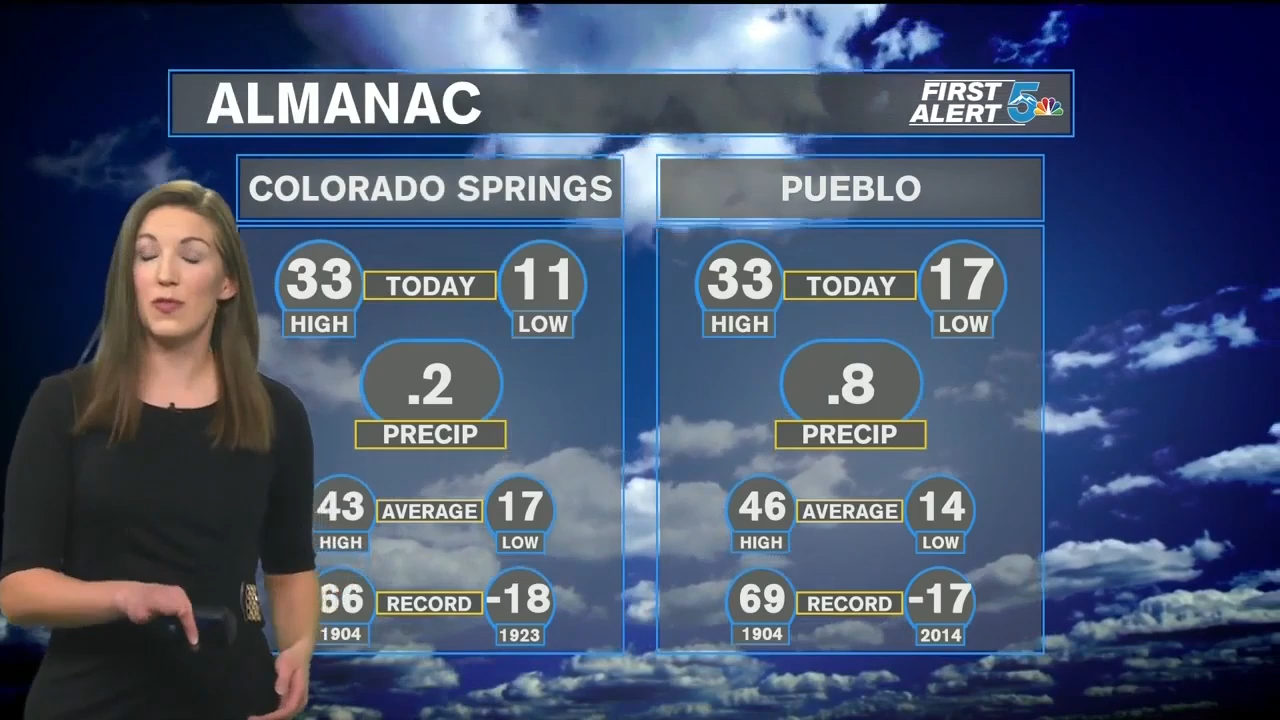 ALMANAC
FIRST
ALERT 5
COLORADO SPRINGS
33 TODAY 11
HIGH LOW
.2
PRECIP
43 AVERAGE 17
HIGH LOW
66 RECORD -18
1904 1923
PUEBLO
33 TODAY 17
HIGH LOW
.8
PRECIP
46 AVERAGE 14
HIGH LOW
69 RECORD -17
1904 2014